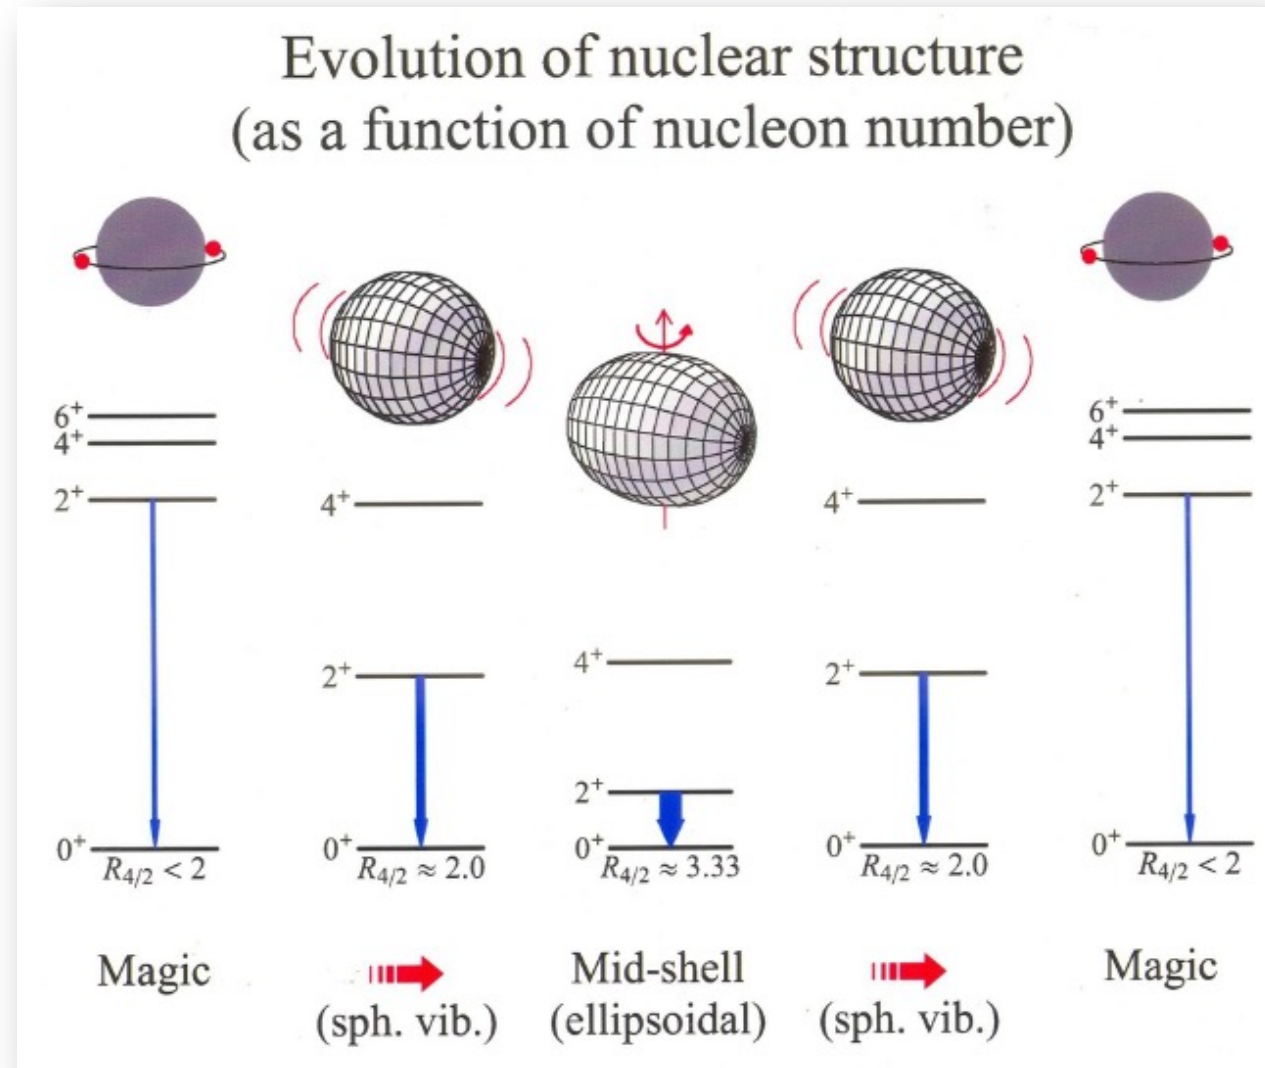 Evolution of nuclear structure
(as a function of nucleon number)
6⁺
4⁺
2⁺
0⁺
R₄/₂ < 2
Magic
4⁺
2⁺
0⁺
R₄/₂ ≈ 2.0
(sph. vib.)
4⁺
2⁺
0⁺
R₄/₂ ≈ 3.33
Mid-shell
(ellipsoidal)
4⁺
2⁺
0⁺
R₄/₂ ≈ 2.0
(sph. vib.)
6⁺
4⁺
2⁺
0⁺
R₄/₂ < 2
Magic